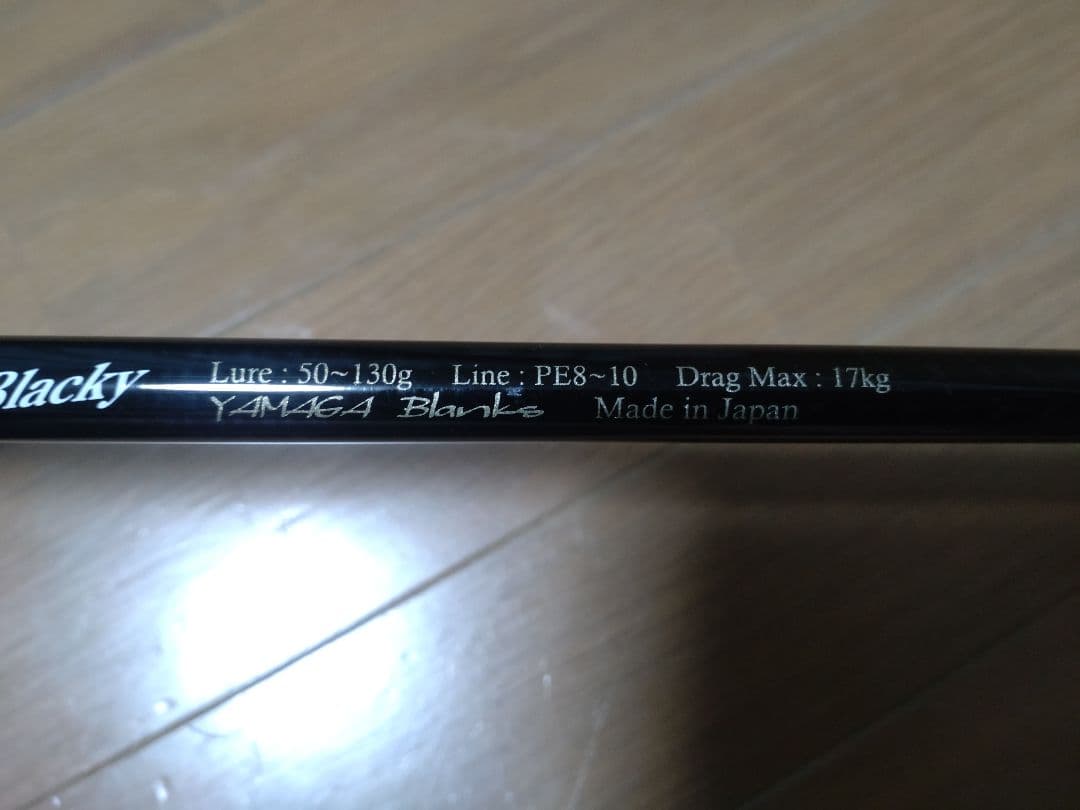 Blacky
Lure : 50~130g Line : PE8~10 Drag Max : 17kg
YAMAGA Blanks Made in Japan